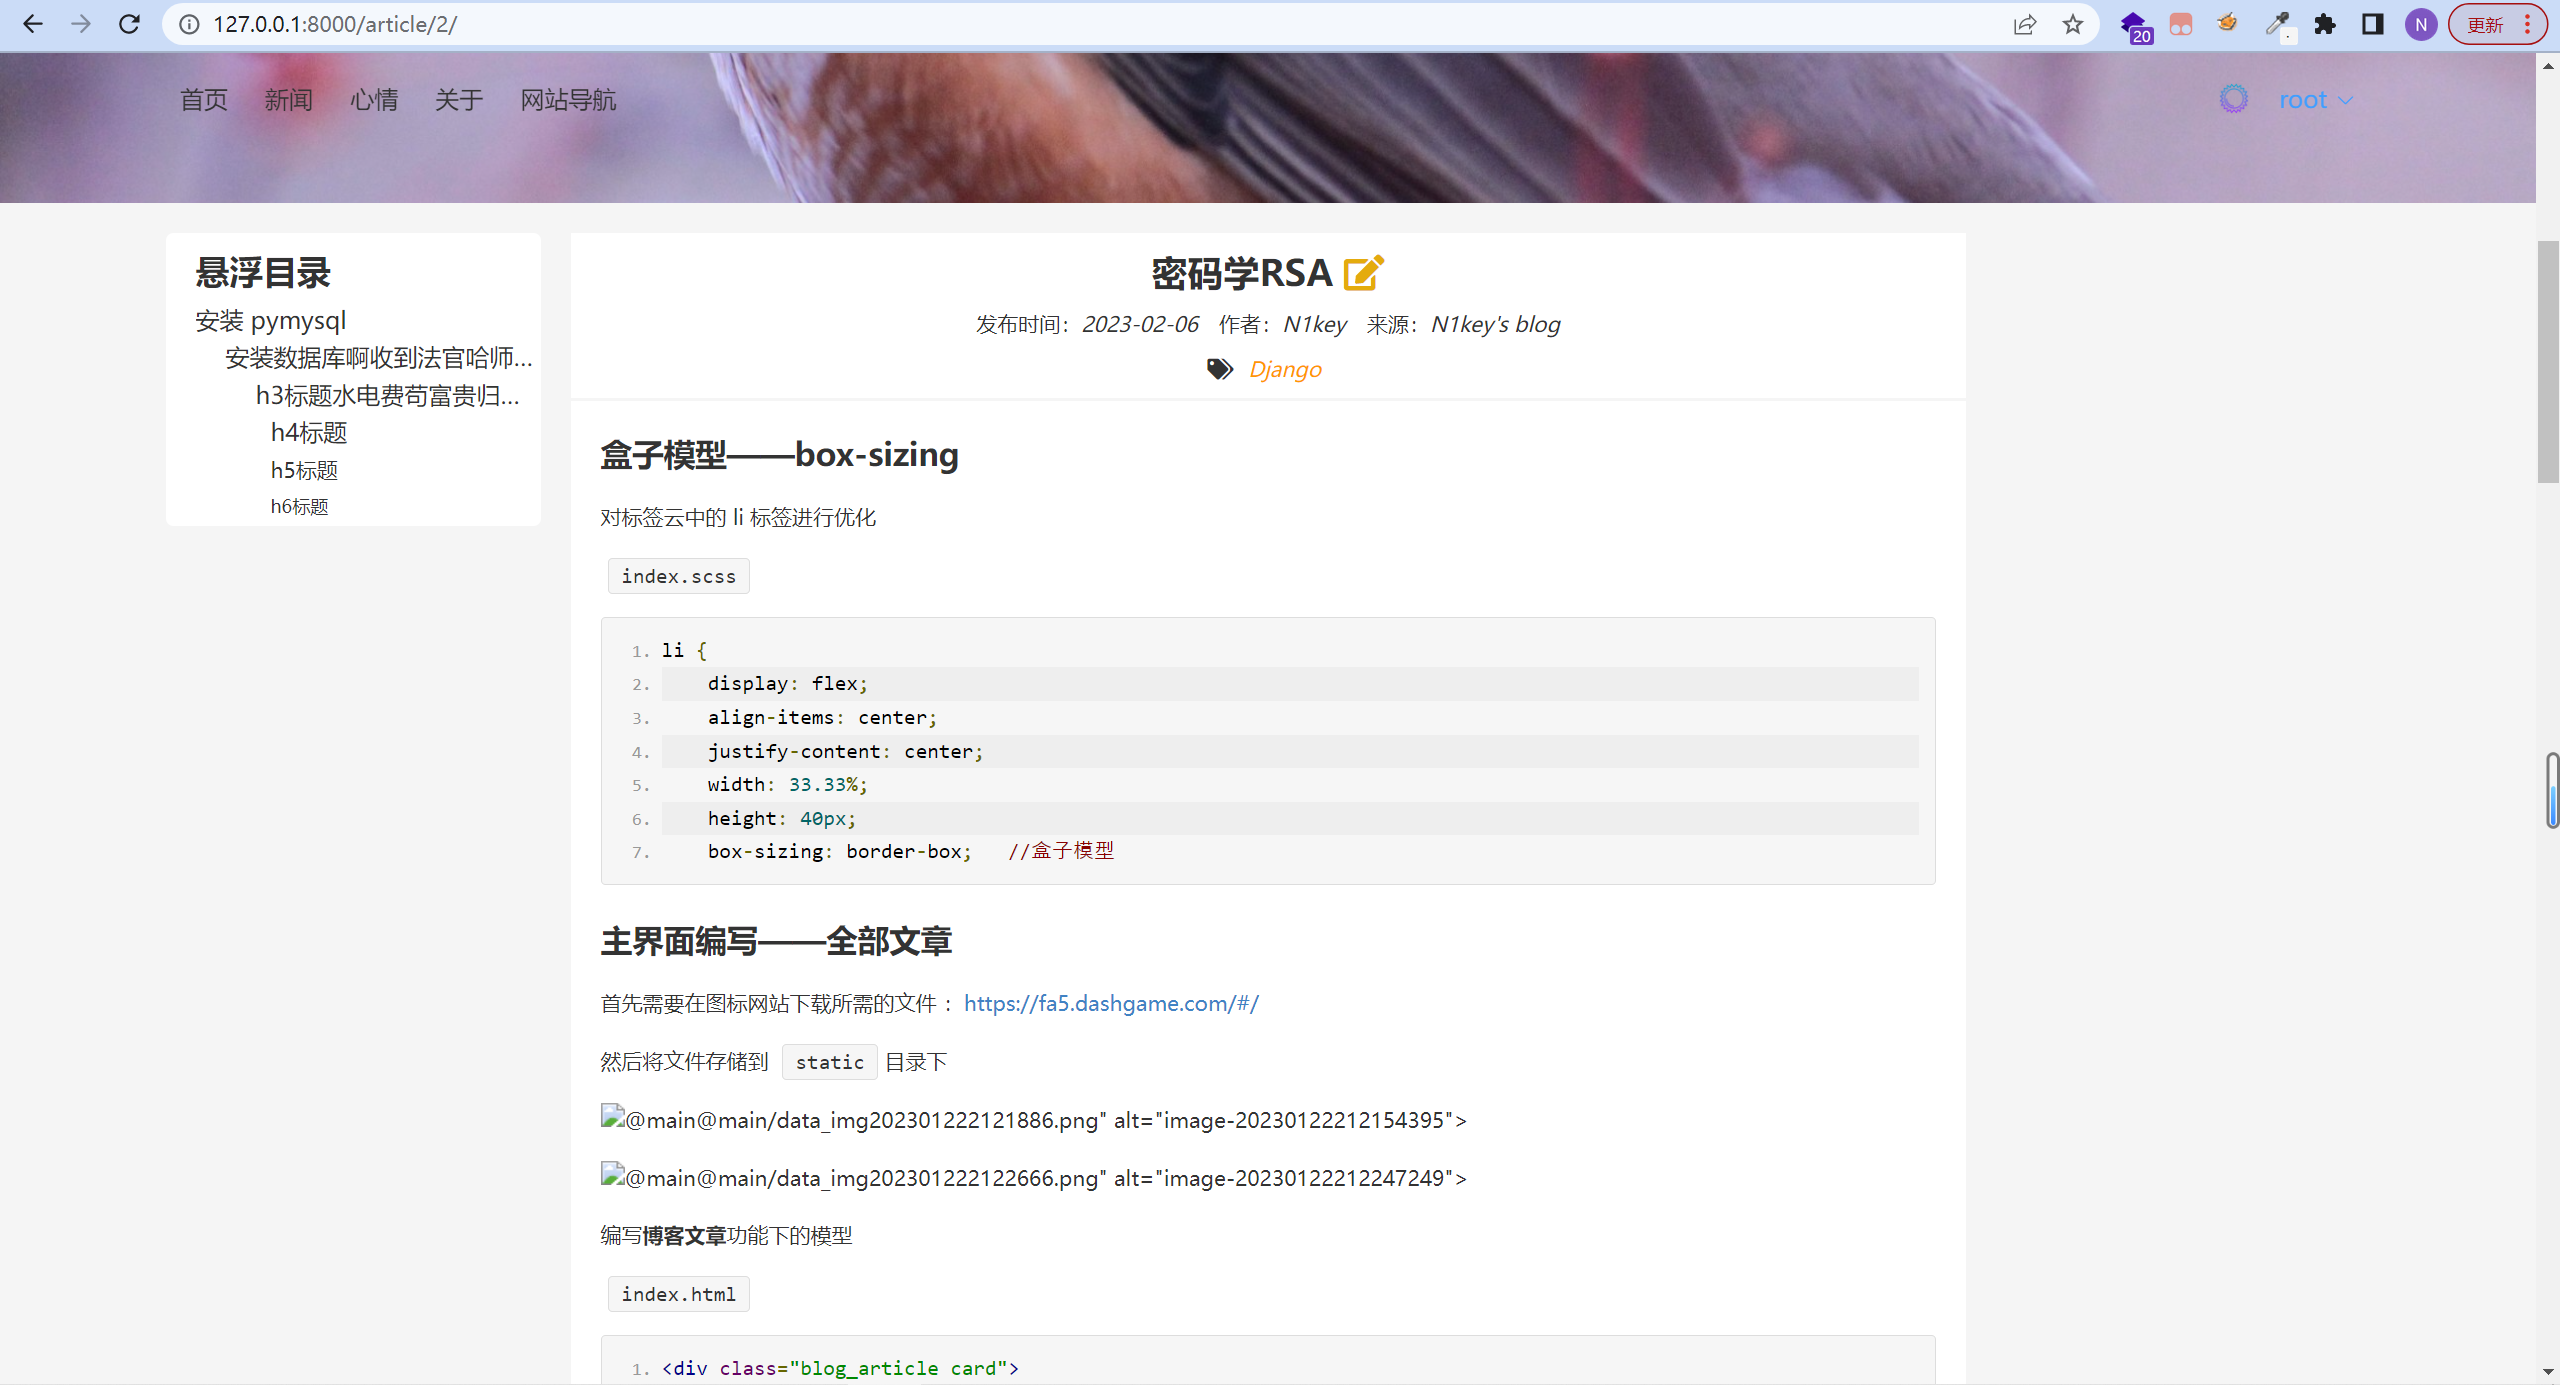 127.0.0.1:8000/article/2/
20
N
更新
首页 新闻 心情 关于 网站导航
root
悬浮目录
安装 pymysql
安装数据库啊收到法官哈师...
h3标题水电费苟富贵归...
h4标题
h5标题
h6标题
密码学RSA
发布时间：2023-02-06 作者：N1key 来源：N1key's blog
Django
盒子模型——box-sizing
对标签云中的 li 标签进行优化
index.scss
1. li {
2. display: flex;
3. align-items: center;
4. justify-content: center;
5. width: 33.33%;
6. height: 40px;
7. box-sizing: border-box; //盒子模型
主界面编写——全部文章
首先需要在图标网站下载所需的文件 ：https://fa5.dashgame.com/#/
然后将文件存储到 static 目录下
@main@main/data_img202301222121886.png" alt="image-20230122212154395">
@main@main/data_img202301222122666.png" alt="image-20230122212247249">
编写博客文章功能下的模型
index.html
1. <div class="blog_article card">